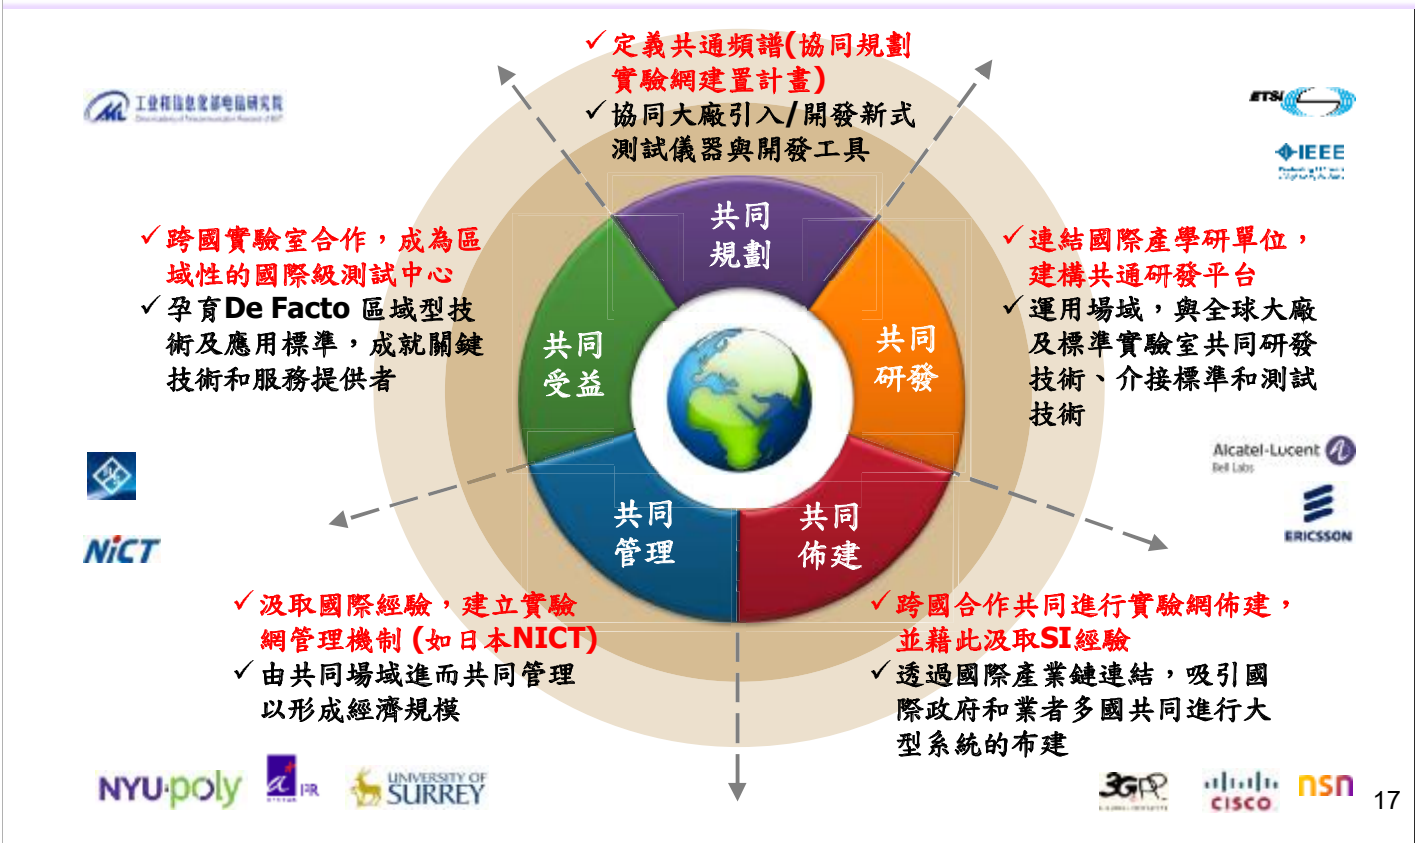 ✓定義共通頻譜(協同規劃
實驗網建置計畫)
✓協同大廠引入/開發新式
測試儀器與開發工具
工业和信息化部电信研究院
ETSI
IEEE
共同
規劃
✓跨國實驗室合作，成為區
域性的國際級測試中心
✓孕育De Facto 區域型技
術及應用標準，成就關鍵
技術和服務提供者
共同
受益
共同
研發
✓連結國際產學研單位，
建構共通研發平台
✓運用場域，與全球大廠
及標準實驗室共同研發
技術、介接標準和測試
技術
Alcatel-Lucent
Bell Labs
ERICSSON
NiCT
共同
管理
共同
佈建
✓汲取國際經驗，建立實驗
網管理機制 (如日本NICT)
✓由共同場域進而共同管理
以形成經濟規模
✓跨國合作共同進行實驗網佈建，
並藉此汲取SI經驗
✓透過國際產業鏈連結，吸引國
際政府和業者多國共同進行大
型系統的布建
NYU·poly
UNIVERSITY OF
SURREY
3GPP
CISCO
nsn
17